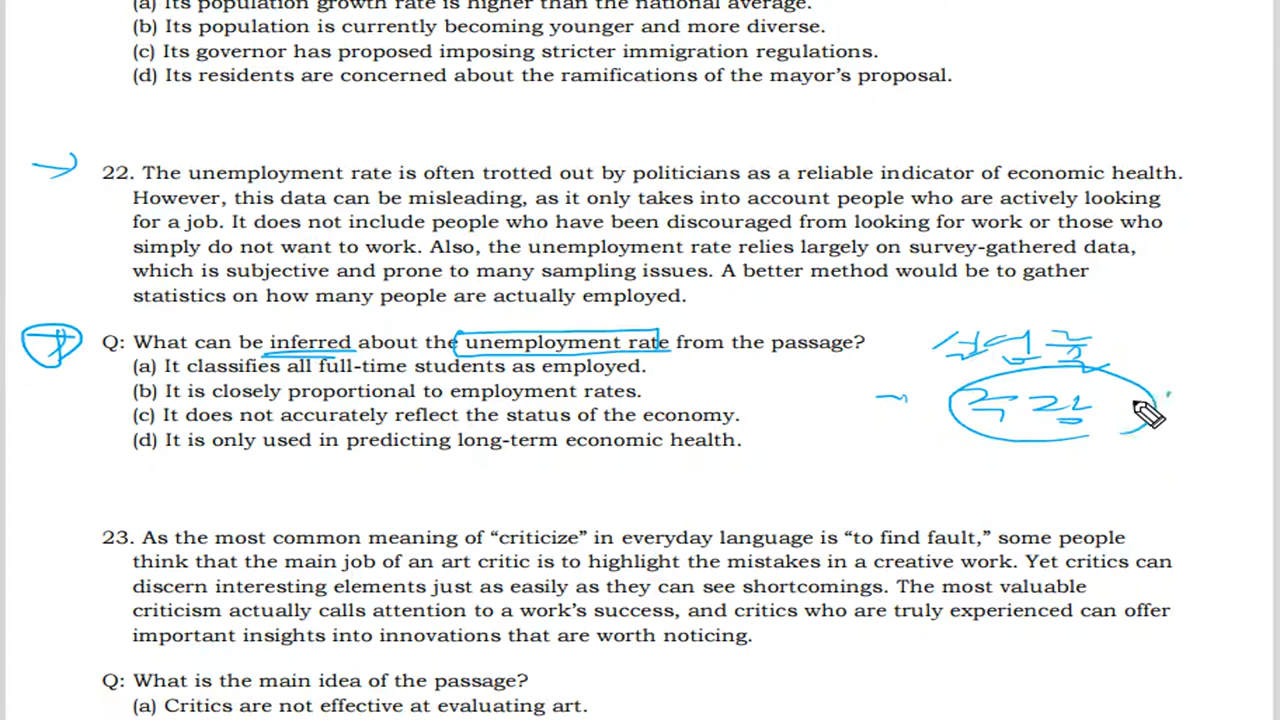 (a) Its population growth rate is higher than the national average.
(b) Its population is currently becoming younger and more diverse.
(c) Its governor has proposed imposing stricter immigration regulations.
(d) Its residents are concerned about the ramifications of the mayor's proposal.
22. The unemployment rate is often trotted out by politicians as a reliable indicator of economic health.
However, this data can be misleading, as it only takes into account people who are actively looking
for a job. It does not include people who have been discouraged from looking for work or those who
simply do not want to work. Also, the unemployment rate relies largely on survey-gathered data,
which is subjective and prone to many sampling issues. A better method would be to gather
statistics on how many people are actually employed.
Q: What can be inferred about the unemployment rate from the passage?
(a) It classifies all full-time students as employed.
(b) It is closely proportional to employment rates.
(c) It does not accurately reflect the status of the economy.
(d) It is only used in predicting long-term economic health.
실업률
23. As the most common meaning of “criticize” in everyday language is “to find fault,” some people
think that the main job of an art critic is to highlight the mistakes in a creative work. Yet critics can
discern interesting elements just as easily as they can see shortcomings. The most valuable
criticism actually calls attention to a work's success, and critics who are truly experienced can offer
important insights into innovations that are worth noticing.
Q: What is the main idea of the passage?
(a) Critics are not effective at evaluating art.